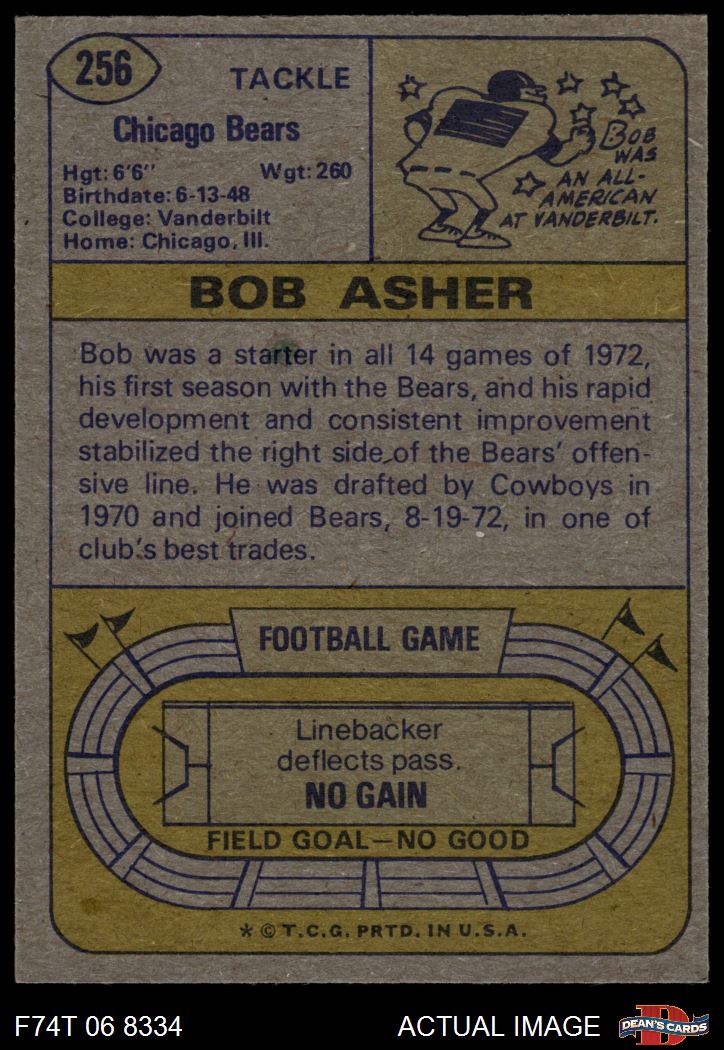 256
TACKLE
Chicago Bears
Hgt: 6'6" Wgt: 260
Birthdate: 6-13-48
College: Vanderbilt
Home: Chicago, Ill.
BOB
WAS
AN ALL-
AMERICAN
AT VANDERBILT.
BOB ASHER
Bob was a starter in all 14 games of 1972,
his first season with the Bears, and his rapid
development and consistent improvement
stabilized the right side of the Bears' offen-
sive line. He was drafted by Cowboys in
1970 and joined Bears, 8-19-72, in one of
club's best trades.
FOOTBALL GAME
Linebacker
deflects pass.
NO GAIN
FIELD GOAL—NO GOOD
* © T.C.G. PRTD. IN U.S.A.
F74T 06 8334 ACTUAL IMAGE
D
DEAN'S CARDS